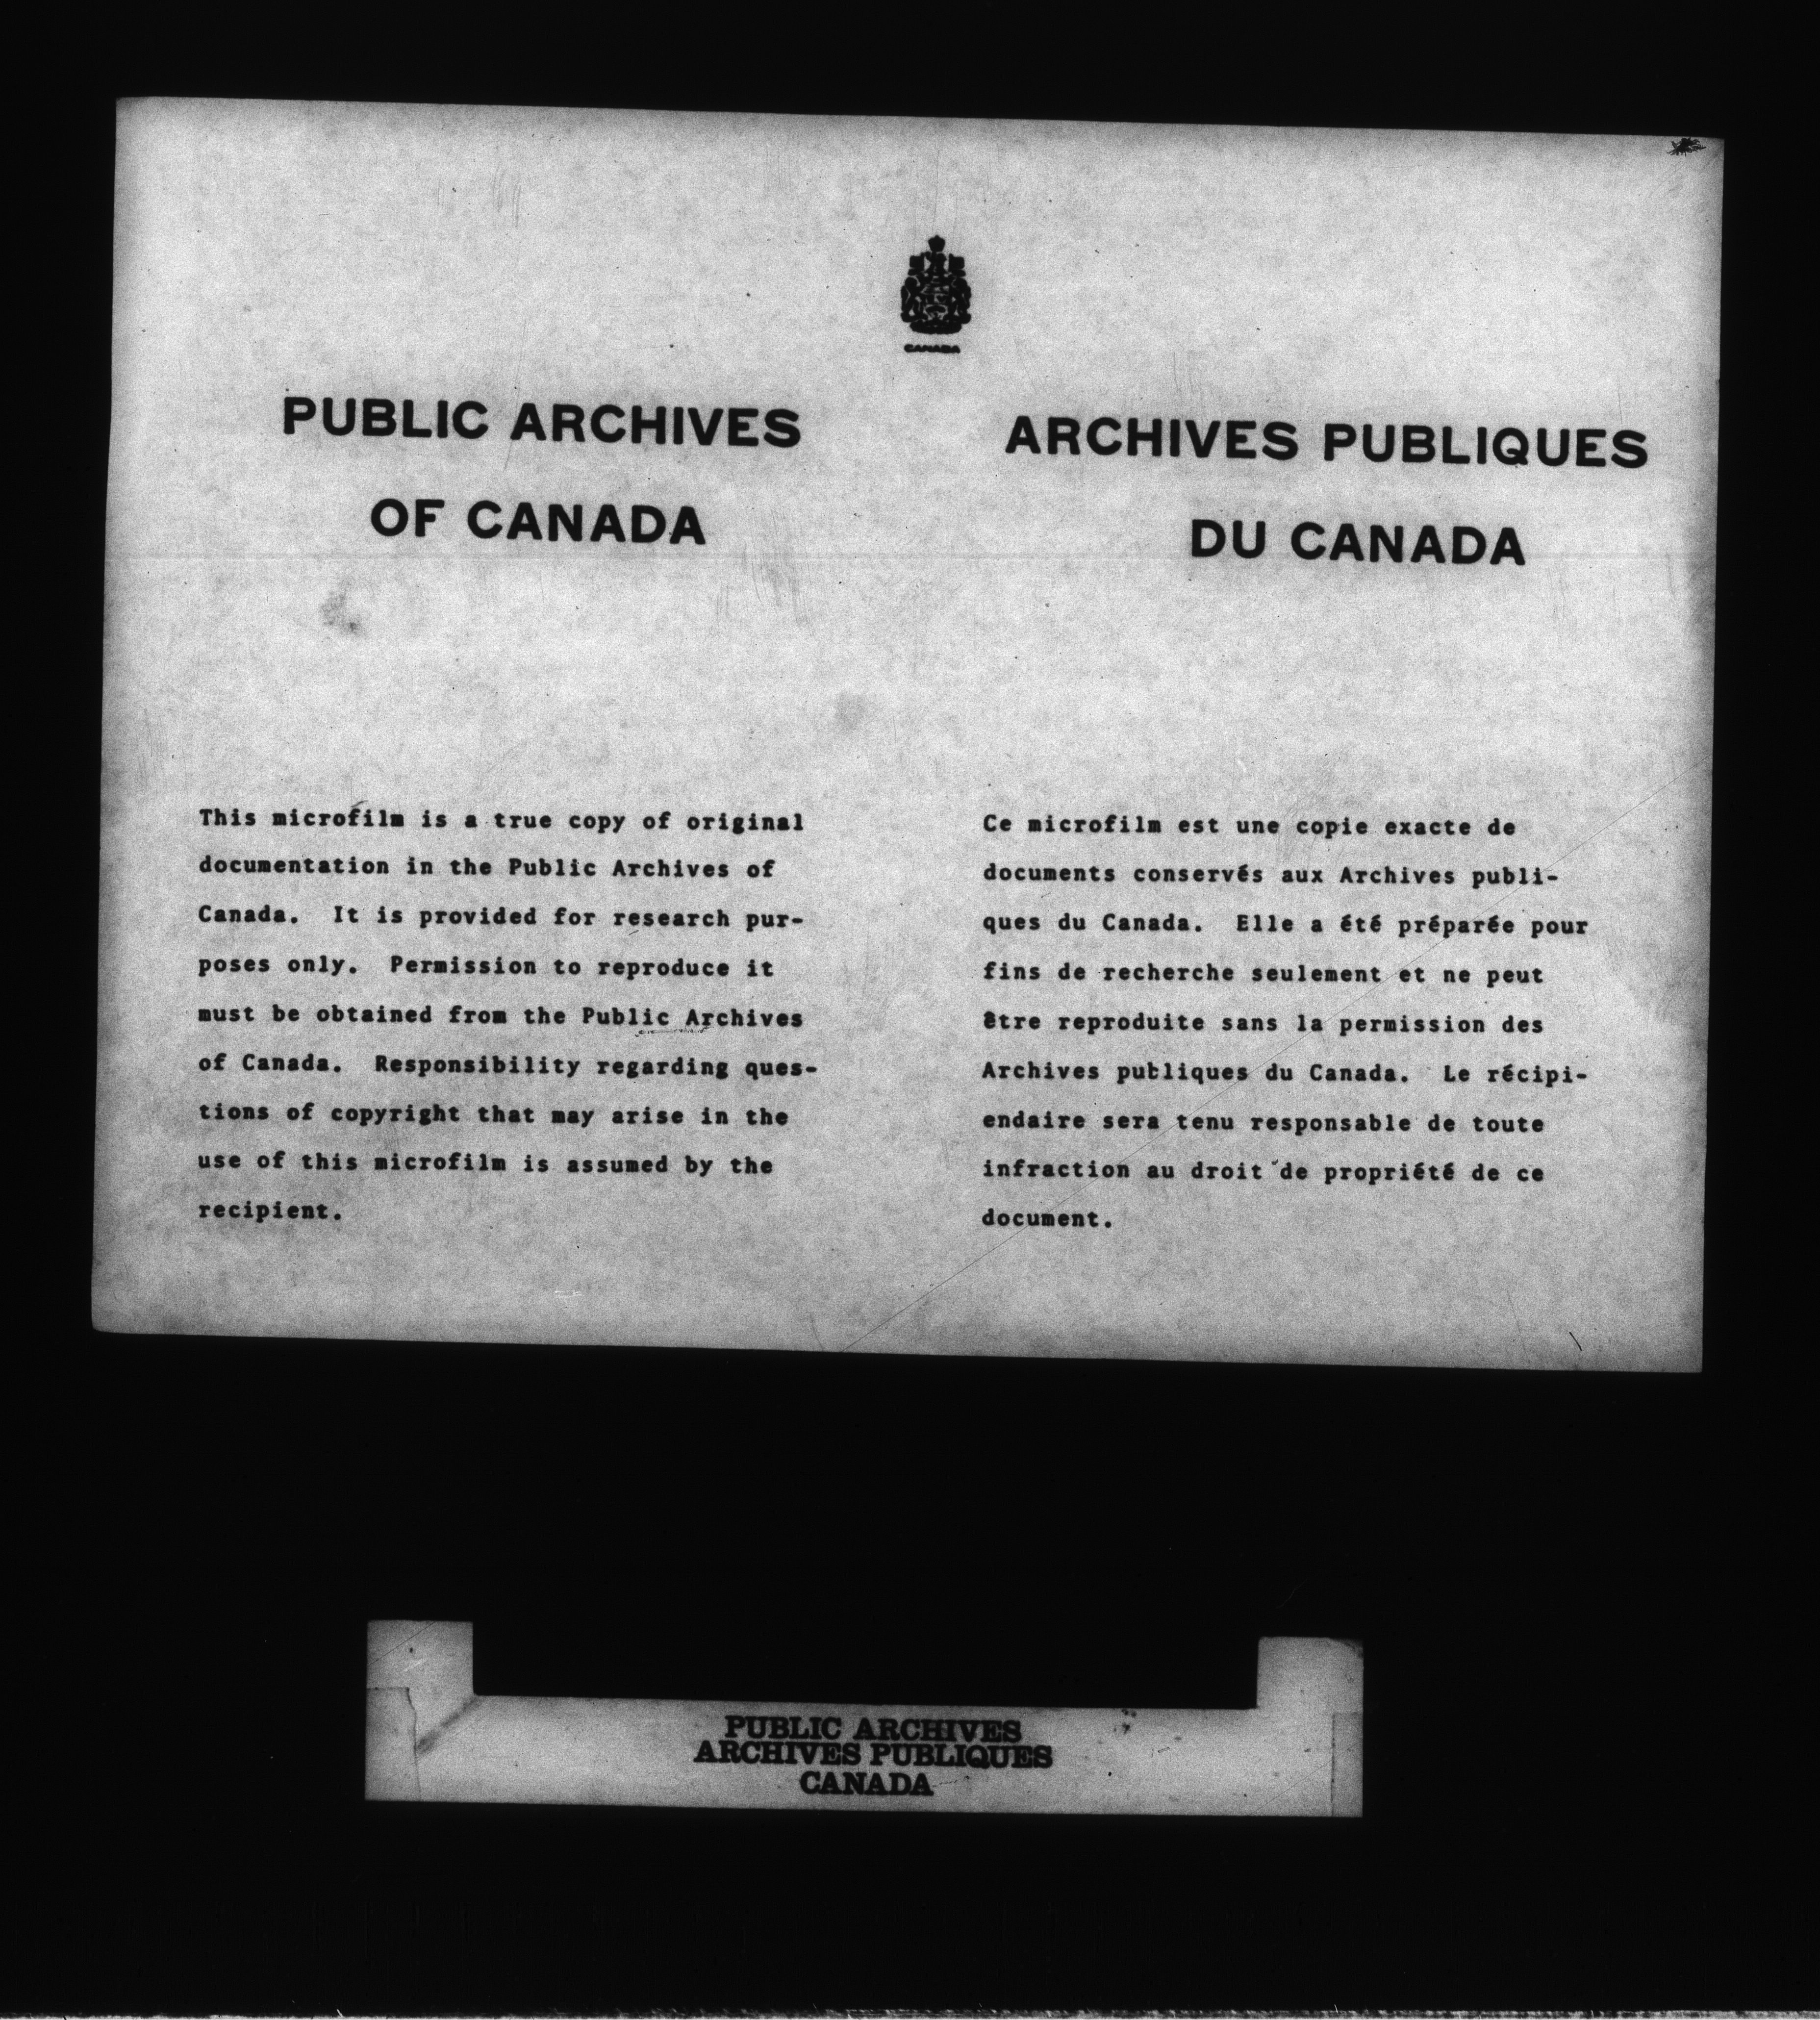 CANADA
PUBLIC ARCHIVES
OF CANADA
This microfilm is a true copy of original
documentation in the Public Archives of
Canada. It is provided for research pur-
poses only. Permission to reproduce it
must be obtained from the Public Archives
of Canada. Responsibility regarding ques-
tions of copyright that may arise in the
use of this microfilm is assumed by the
recipient.
ARCHIVES PUBLIQUES
DU CANADA
Ce microfilm est une copie exacte de
documents conservés aux Archives publi-
ques du Canada. Elle a été préparée pour
fins de recherche seulement et ne peut
être reproduite sans la permission des
Archives publiques du Canada. Le récipi-
endaire sera tenu responsable de toute
infraction au droit de propriété de ce
document.
PUBLIC ARCHIVES
ARCHIVES PUBLIQUES
CANADA